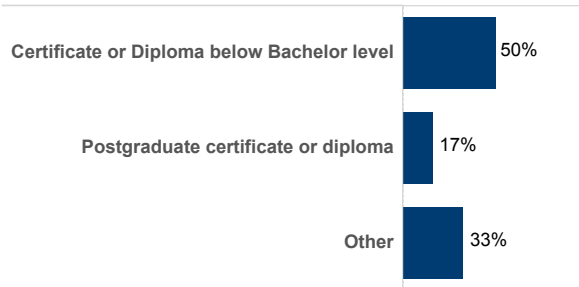 Certificate or Diploma below Bachelor level 50%
Postgraduate certificate or diploma 17%
Other 33%